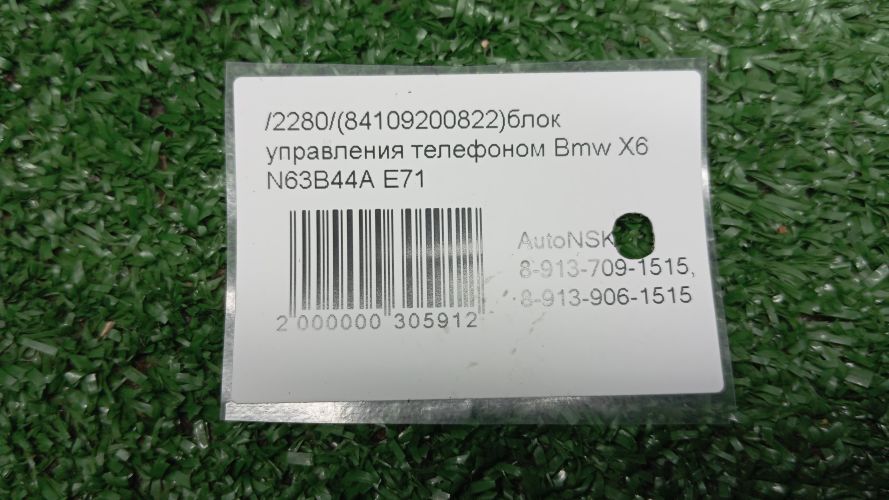 /2280/(84109200822)блок
управления телефоном Bmw X6
N63B44A E71
AutoNSK
8-913-709-1515,
8-913-906-1515
2 000000 305912